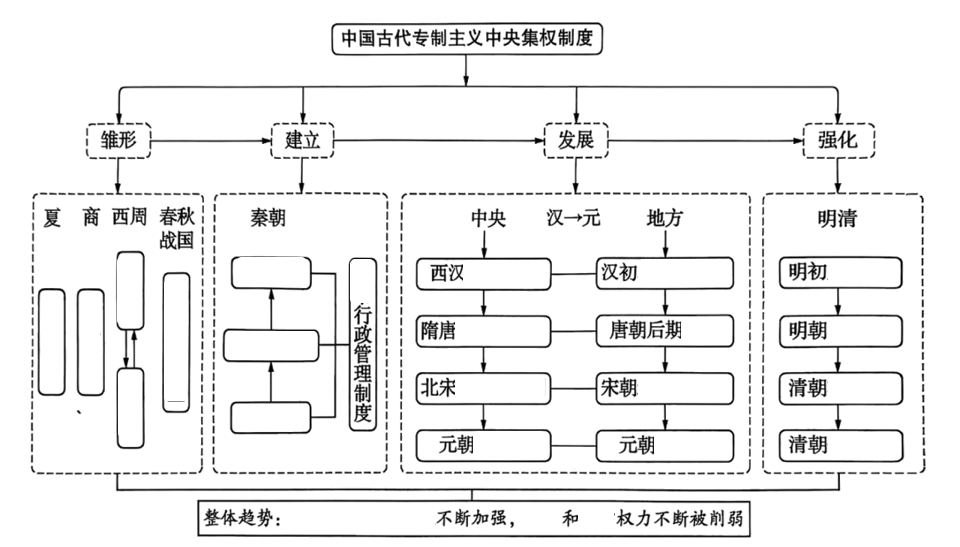 中国古代专制主义中央集权制度
雏形
建立
发展
强化
夏
商
西周
春秋
战国
秦朝
行政管理制度
中央
汉→元
地方
西汉
汉初
隋唐
唐朝后期
北宋
宋朝
元朝
元朝
明清
明初
明朝
清朝
清朝
整体趋势： 不断加强， 和 权力不断被削弱